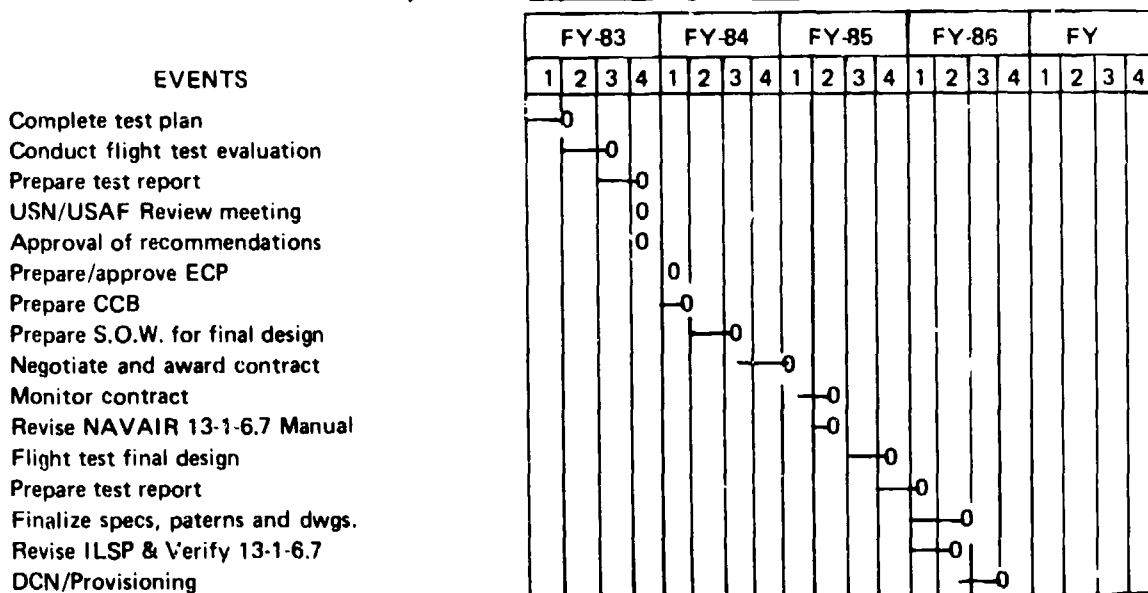 FY-83 FY-84 FY-85 FY-86 FY
EVENTS 1 2 3 4 1 2 3 4 1 2 3 4 1 2 3 4 1 2 3 4
Complete test plan
Conduct flight test evaluation
Prepare test report
USN/USAF Review meeting
Approval of recommendations
Prepare/approve ECP
Prepare CCB
Prepare S.O.W. for final design
Negotiate and award contract
Monitor contract
Revise NAVAIR 13-1-6.7 Manual
Flight test final design
Prepare test report
Finalize specs, paterns and dwgs.
Revise ILSP & Verify 13-1-6.7
DCN/Provisioning